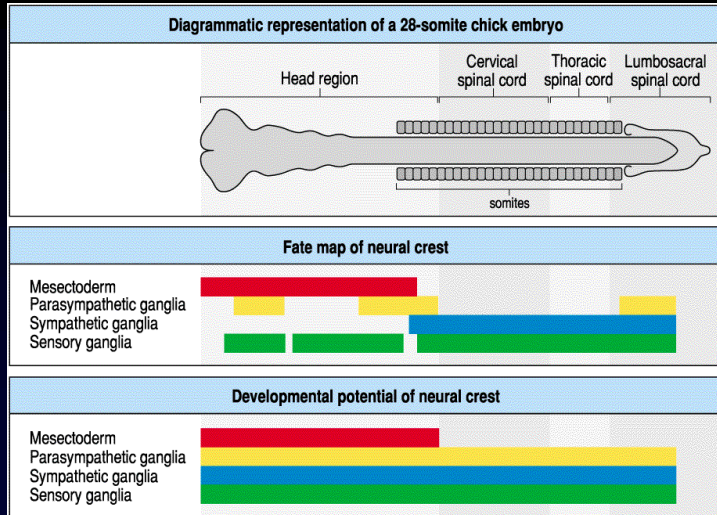 Diagrammatic representation of a 28-somite chick embryo
Head region
Cervical spinal cord
Thoracic spinal cord
Lumbosacral spinal cord
somites
Fate map of neural crest
Mesectoderm
Parasympathetic ganglia
Sympathetic ganglia
Sensory ganglia
Developmental potential of neural crest
Mesectoderm
Parasympathetic ganglia
Sympathetic ganglia
Sensory ganglia